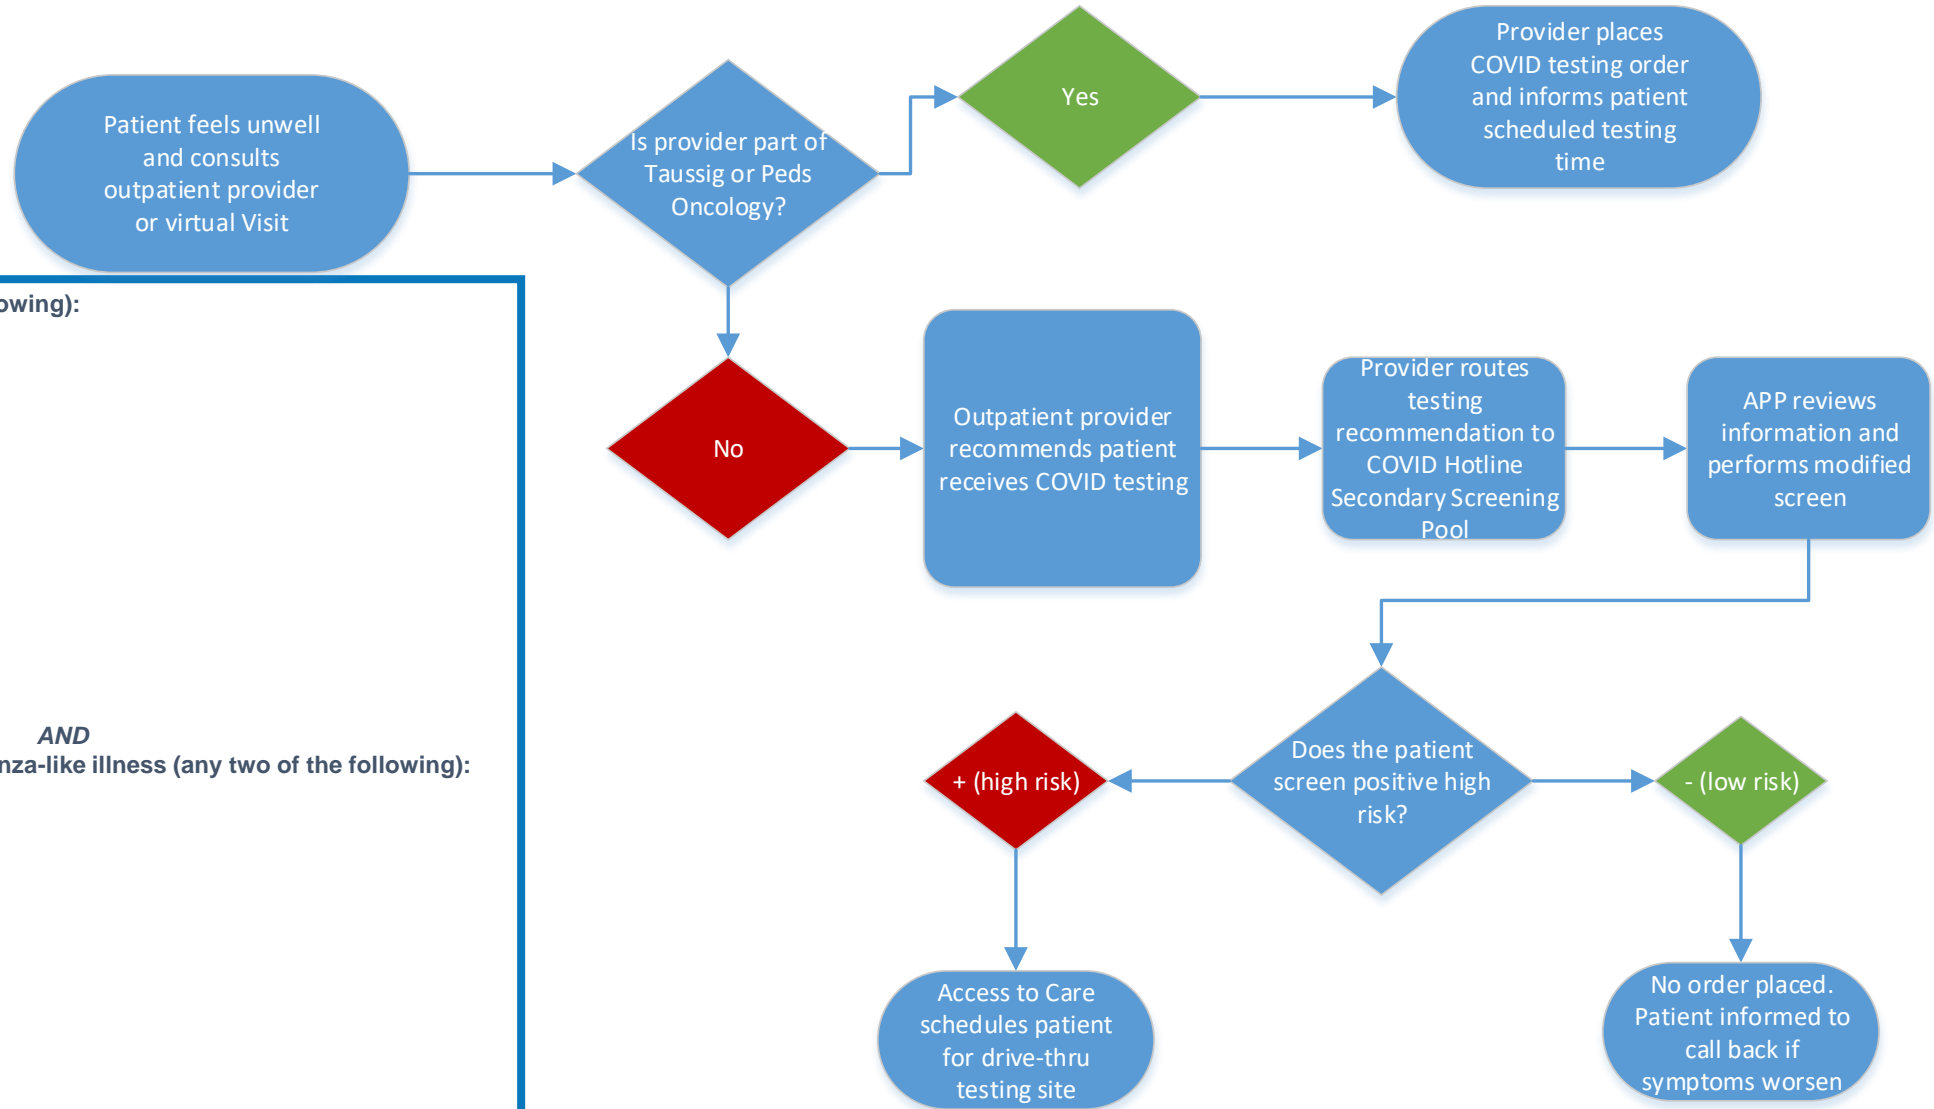 Patient feels unwell
and consults
outpatient provider
or virtual Visit
Is provider part of
Taussig or Peds
Oncology?
Yes
Provider places
COVID testing order
and informs patient
scheduled testing
time
owing):
AND
nza-like illness (any two of the following):
No
Outpatient provider
recommends patient
receives COVID testing
Provider routes
testing
recommendation to
COVID Hotline
Secondary Screening
Pool
APP reviews
information and
performs modified
screen
Does the patient
screen positive high
risk?
+ (high risk)
- (low risk)
Access to Care
schedules patient
for drive-thru
testing site
No order placed.
Patient informed to
call back if
symptoms worsen